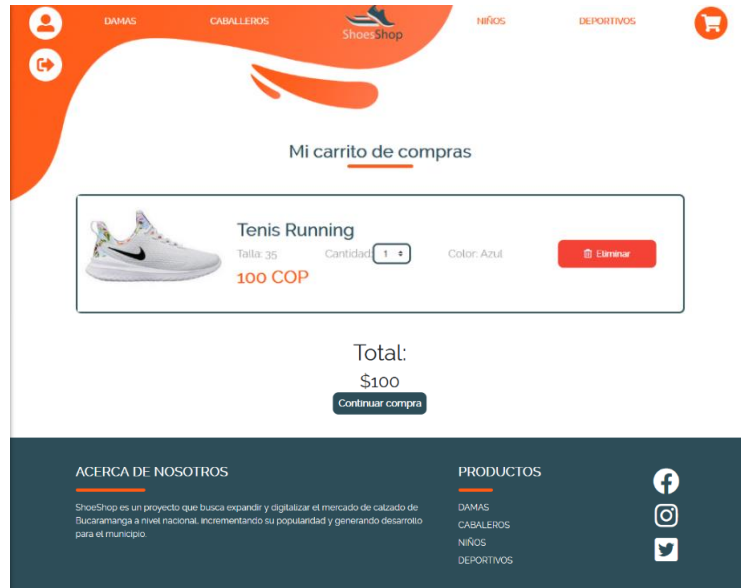 DAMAS
CABALLEROS
ShoesShop
NIÑOS
DEPORTIVOS
Mi carrito de compras
Tenis Running
Talla: 35
Cantidad: 1
Color: Azul
100 COP
Eliminar
Total:
$100
Continuar compra
ACERCA DE NOSOTROS
ShoeShop es un proyecto que busca expandir y digitalizar el mercado de calzado de
Bucaramanga a nivel nacional, incrementando su popularidad y generando desarrollo
para el municipio.
PRODUCTOS
DAMAS
CABALEROS
NIÑOS
DEPORTIVOS